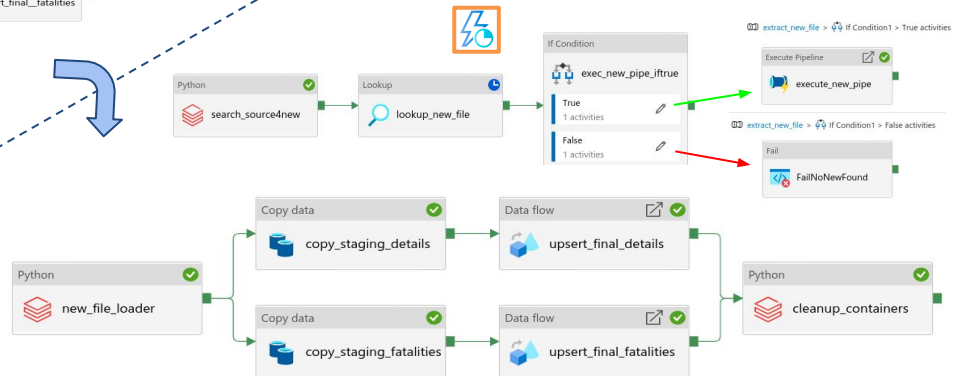 rt_final__fatalities
If Condition
extract_new_file > If Condition1 > True activities
Python
Lookup
exec_new_pipe_iftrue
Execute Pipeline
search_source4new
lookup_new_file
True
1 activities
execute_new_pipe
False
1 activities
extract_new_file > If Condition1 > False activities
Fail
FailNoNewFound
Copy data
copy_staging_details
Data flow
upsert_final_details
Python
new_file_loader
Python
cleanup_containers
Copy data
copy_staging_fatalities
Data flow
upsert_final_fatalities